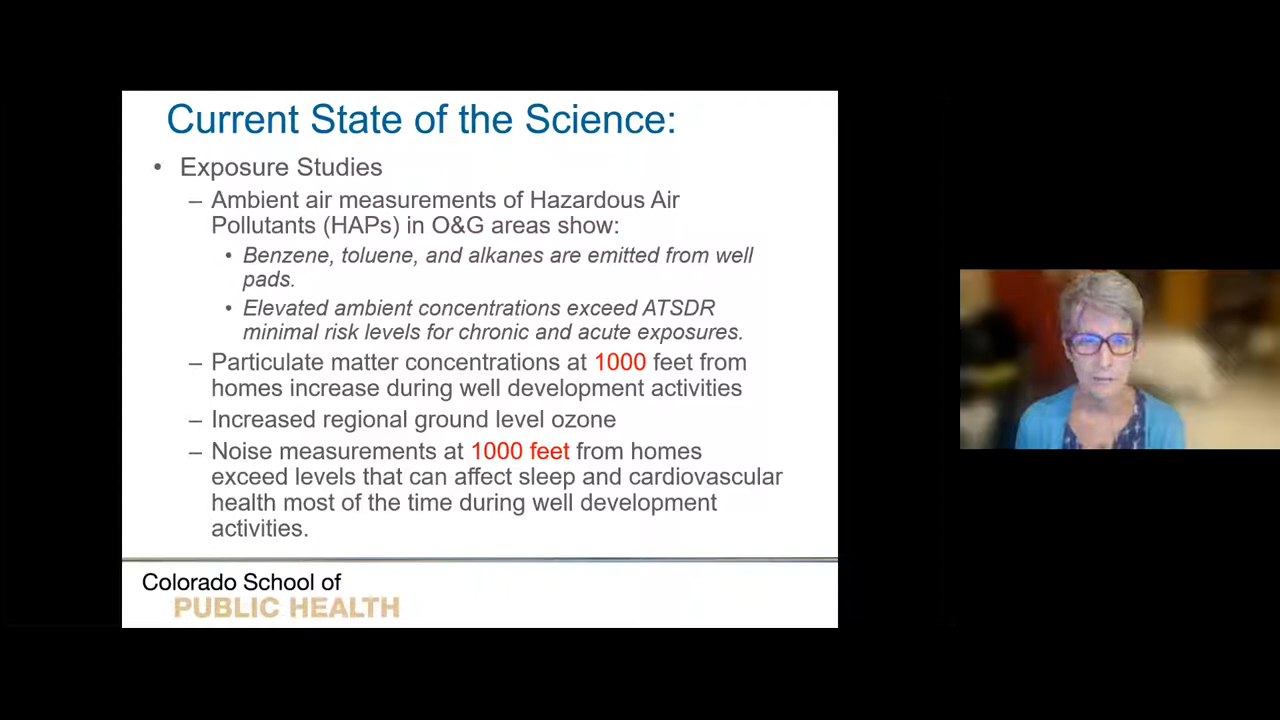 Current State of the Science:
• Exposure Studies
– Ambient air measurements of Hazardous Air
Pollutants (HAPs) in O&G areas show:
• Benzene, toluene, and alkanes are emitted from well
pads.
• Elevated ambient concentrations exceed ATSDR
minimal risk levels for chronic and acute exposures.
– Particulate matter concentrations at 1000 feet from
homes increase during well development activities
– Increased regional ground level ozone
– Noise measurements at 1000 feet from homes
exceed levels that can affect sleep and cardiovascular
health most of the time during well development
activities.
Colorado School of
PUBLIC HEALTH